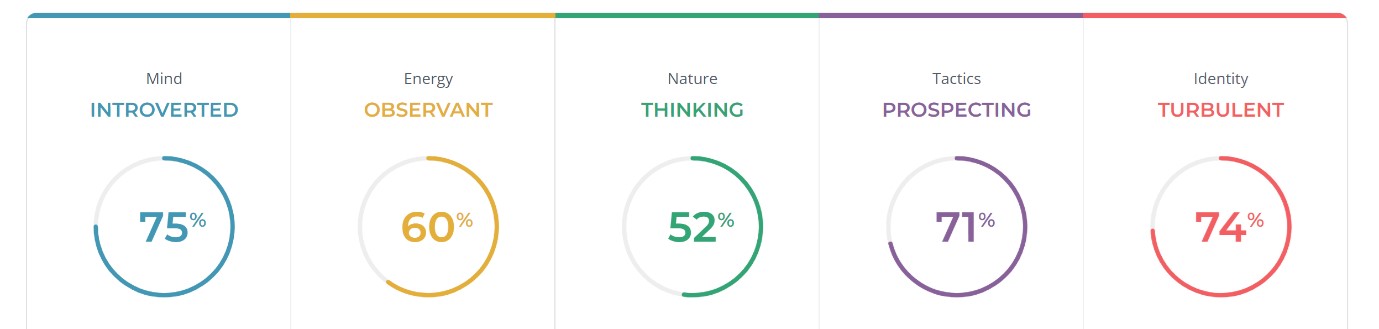 Mind
INTROVERTED
75%
Energy
OBSERVANT
60%
Nature
THINKING
52%
Tactics
PROSPECTING
71%
Identity
TURBULENT
74%